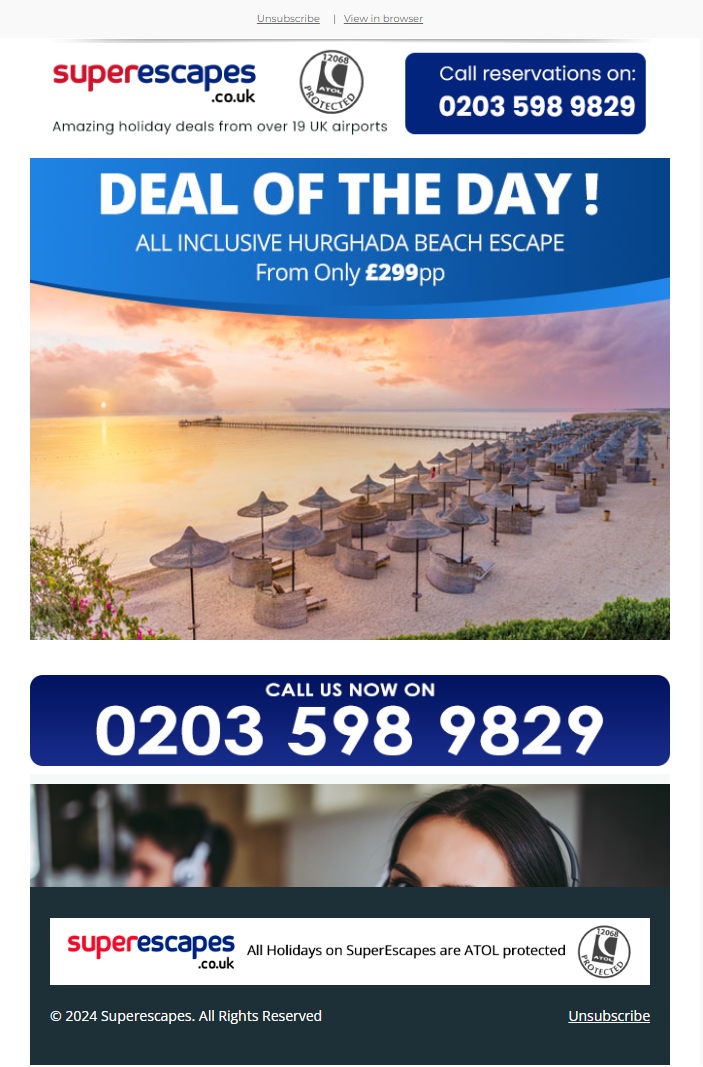 Unsubscribe | View in browser
superescapes
.co.uk
Amazing holiday deals from over 19 UK airports
12068
ATOL
PROTECTED
Call reservations on:
0203 598 9829
DEAL OF THE DAY !
ALL INCLUSIVE HURGHADA BEACH ESCAPE
From Only £299pp
CALL US NOW ON
0203 598 9829
superescapes
.co.uk
All Holidays on SuperEscapes are ATOL protected
12068
ATOL
PROTECTED
© 2024 Superescapes. All Rights Reserved
Unsubscribe